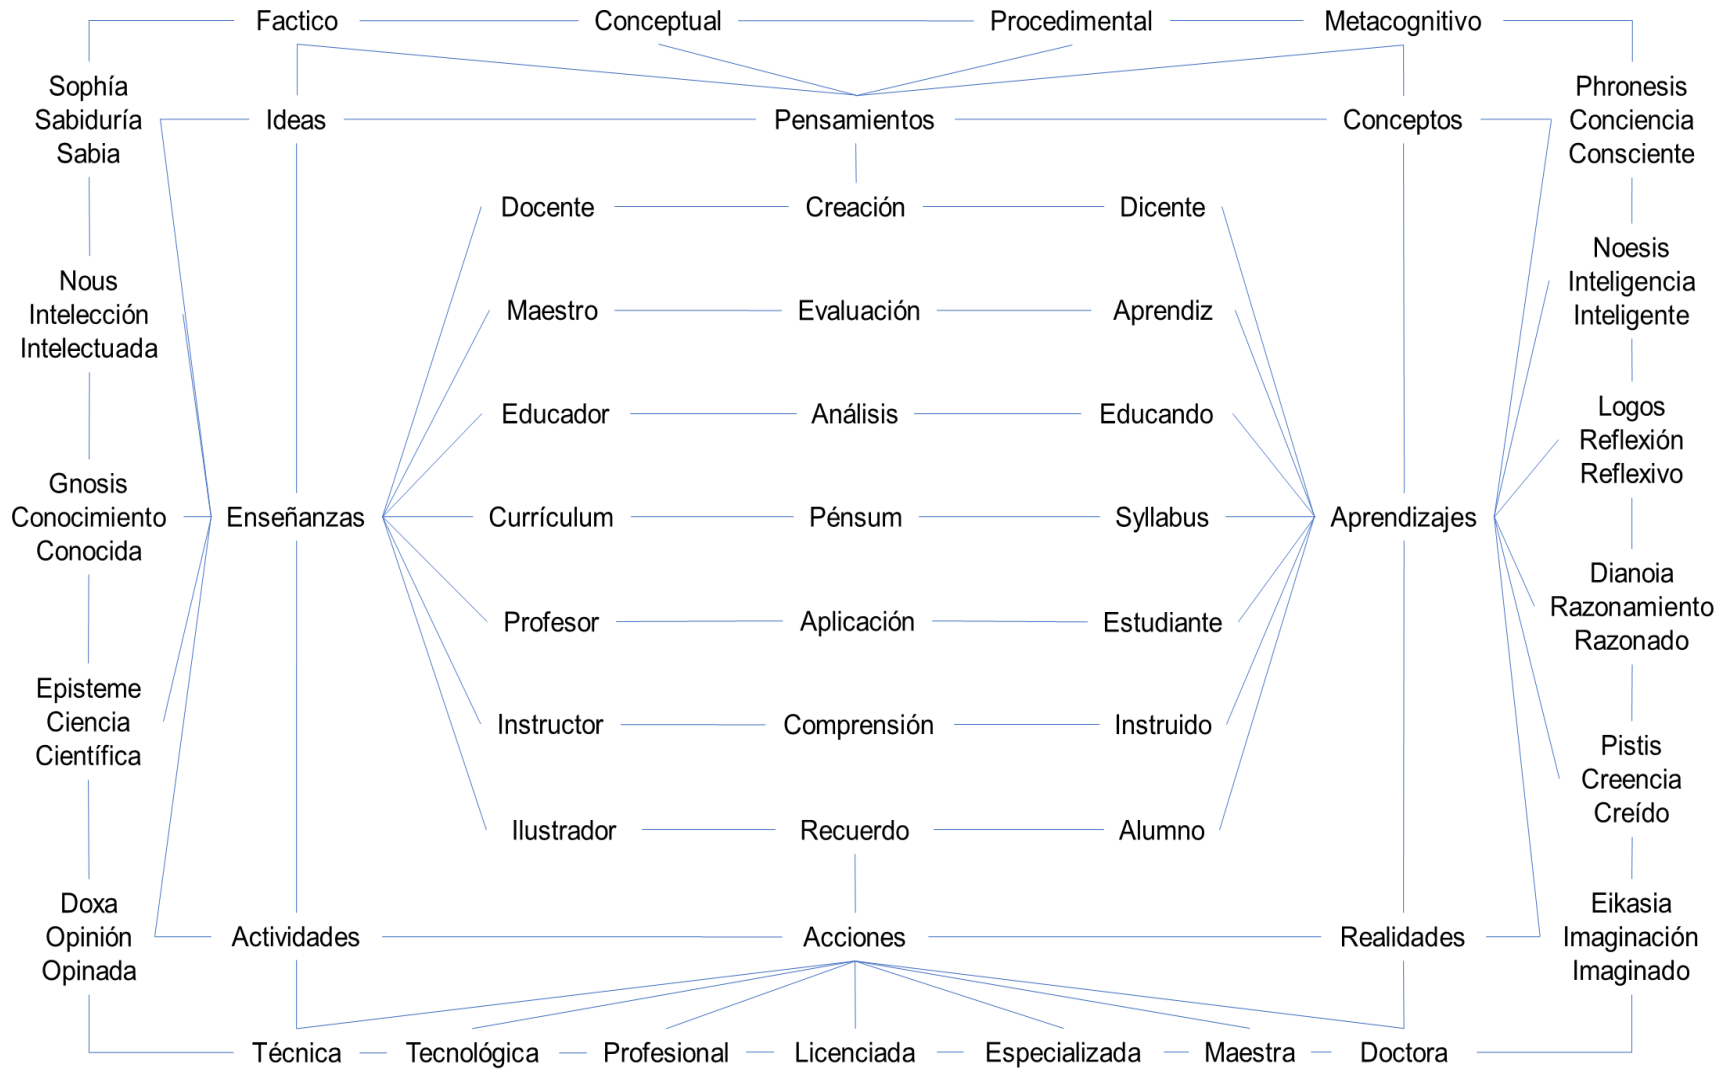 Factico
Conceptual
Procedimental
Metacognitivo
Sophía
Sabiduría
Sabia
Ideas
Pensamientos
Conceptos
Phronesis
Conciencia
Consciente
Docente
Creación
Dicente
Nous
Intelección
Intelectuada
Maestro
Evaluación
Aprendiz
Noesis
Inteligencia
Inteligente
Educador
Análisis
Educando
Logos
Reflexión
Reflexivo
Gnosis
Conocimiento
Conocida
Enseñanzas
Currículum
Pénsum
Syllabus
Aprendizajes
Dianoia
Razonamiento
Razonado
Profesor
Aplicación
Estudiante
Episteme
Ciencia
Científica
Instructor
Comprensión
Instruido
Pistis
Creencia
Creído
Ilustrador
Recuerdo
Alumno
Doxa
Opinión
Opinada
Actividades
Acciones
Realidades
Eikasia
Imaginación
Imaginado
Técnica
Tecnológica
Profesional
Licenciada
Especializada
Maestra
Doctora